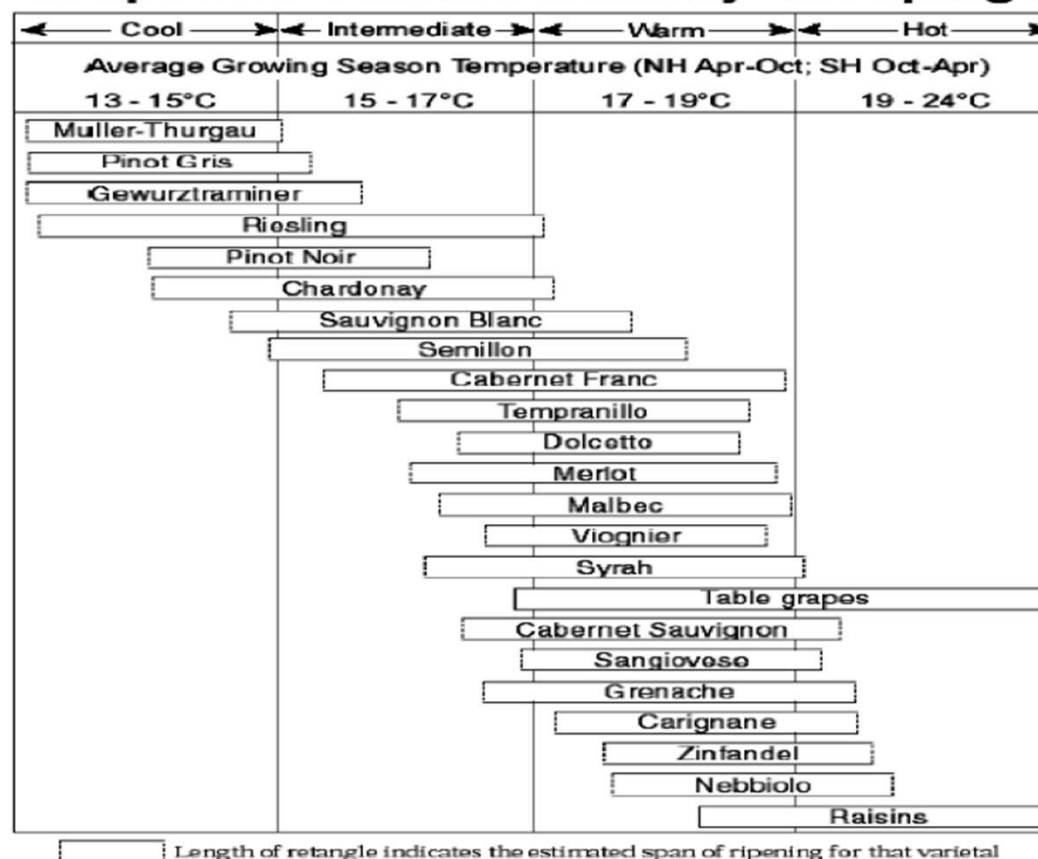 Cool Intermediate Warm Hot
Average Growing Season Temperature (NH Apr-Oct; SH Oct-Apr)
13 - 15°C 15 - 17°C 17 - 19°C 19 - 24°C
Muller-Thurgau
Pinot Gris
Gewurztraminer
Riesling
Pinot Noir
Chardonay
Sauvignon Blanc
Semillon
Cabernet Franc
Tempranillo
Dolcetto
Merlot
Malbec
Viognier
Syrah
Table grapes
Cabernet Sauvignon
Sangiovese
Grenache
Carignane
Zinfandel
Nebbiolo
Raisins
Length of retangle indicates the estimated span of ripening for that varietal